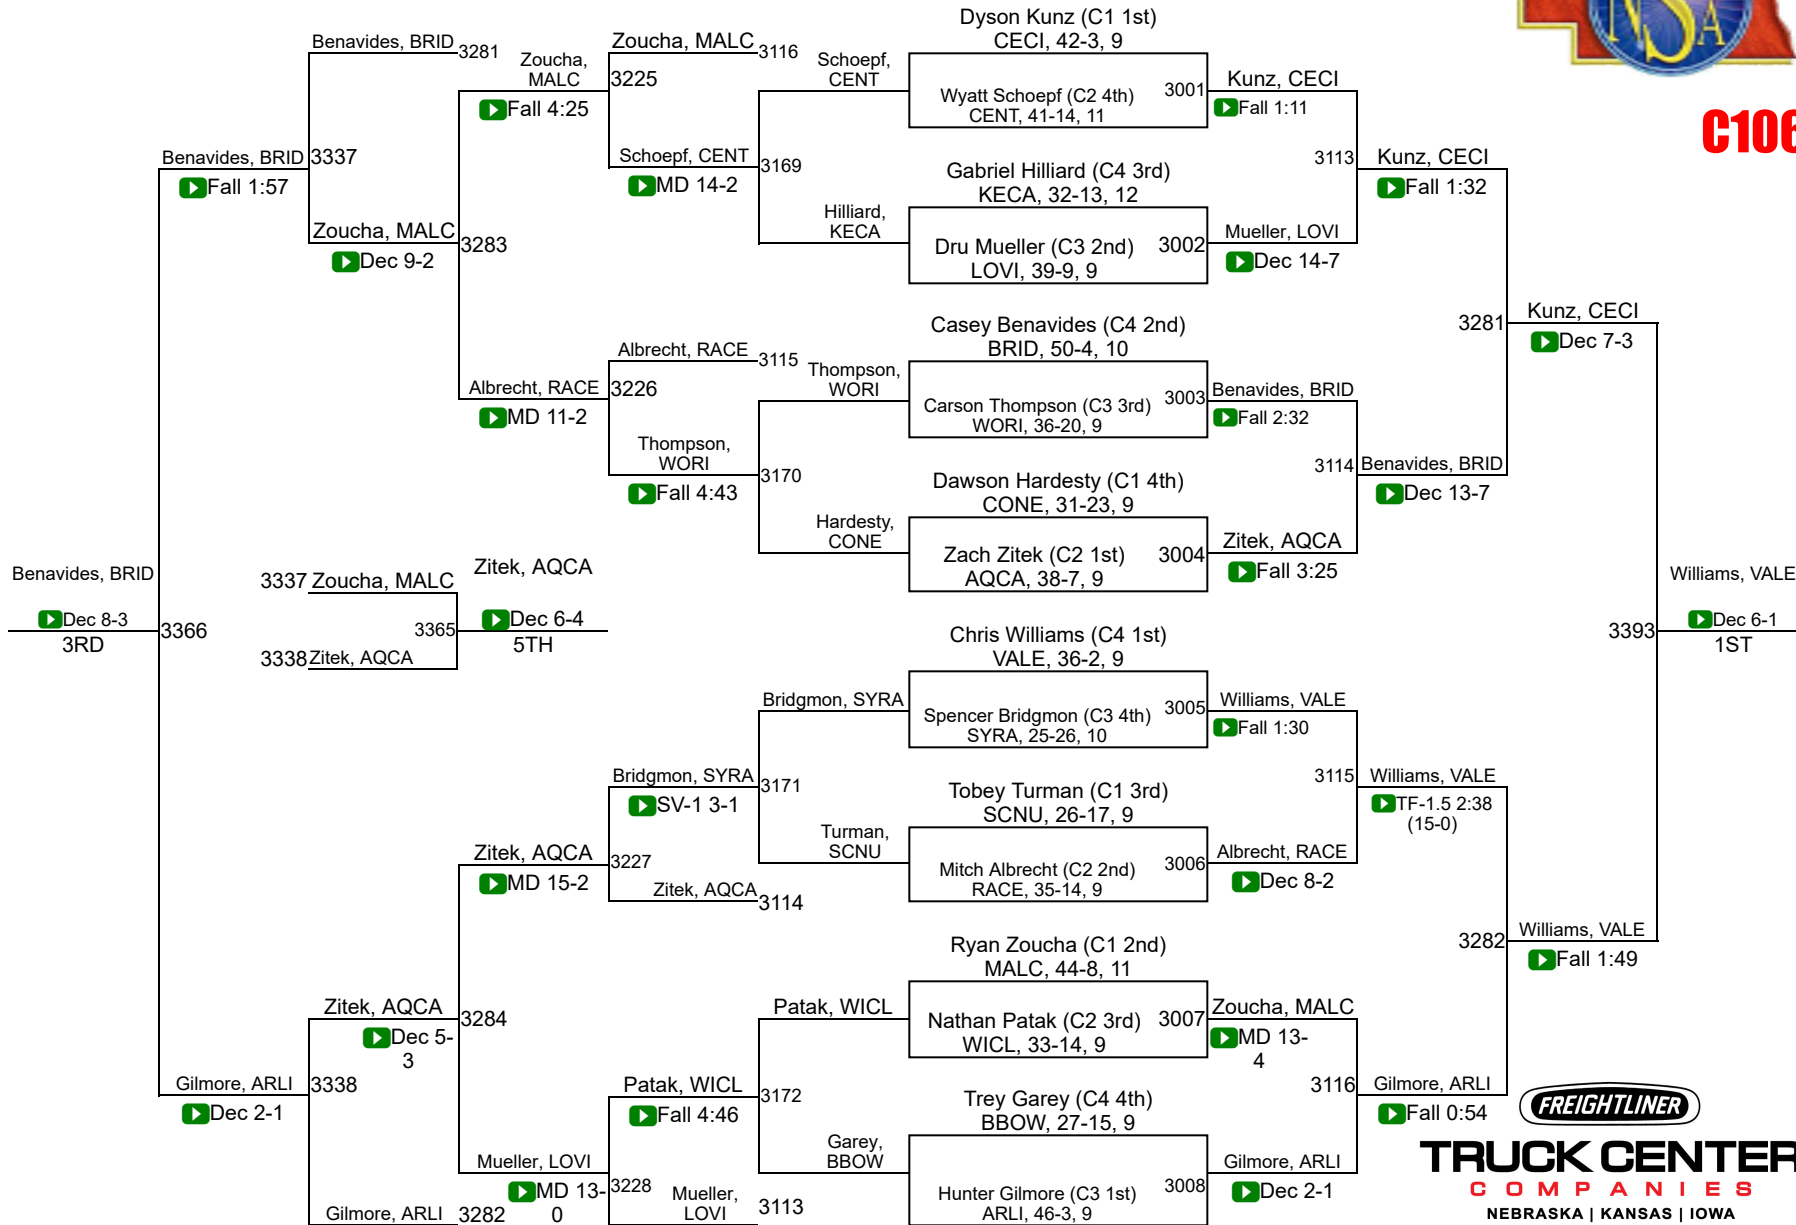 NSA
C106
Dyson Kunz (C1 1st)
CECI, 42-3, 9
Wyatt Schoepf (C2 4th)
CENT, 41-14, 11
3001
Gabriel Hilliard (C4 3rd)
KECA, 32-13, 12
Dru Mueller (C3 2nd)
LOVI, 39-9, 9
3002
Casey Benavides (C4 2nd)
BRID, 50-4, 10
Carson Thompson (C3 3rd)
WORI, 36-20, 9
3003
Dawson Hardesty (C1 4th)
CONE, 31-23, 9
Zach Zitek (C2 1st)
AQCA, 38-7, 9
3004
Chris Williams (C4 1st)
VALE, 36-2, 9
Spencer Bridgmon (C3 4th)
SYRA, 25-26, 10
3005
Tobey Turman (C1 3rd)
SCNU, 26-17, 9
Mitch Albrecht (C2 2nd)
RACE, 35-14, 9
3006
Ryan Zoucha (C1 2nd)
MALC, 44-8, 11
Nathan Patak (C2 3rd)
WICL, 33-14, 9
3007
Trey Garey (C4 4th)
BBOW, 27-15, 9
Hunter Gilmore (C3 1st)
ARLI, 46-3, 9
3008
Kunz, CECI
Fall 1:11
3113
Mueller, LOVI
Dec 14-7
Benavides, BRID
Fall 2:32
3114
Zitek, AQCA
Fall 3:25
Williams, VALE
Fall 1:30
3115
Albrecht, RACE
Dec 8-2
Zoucha, MALC
MD 13-
4
3116
Gilmore, ARLI
Dec 2-1
Kunz, CECI
Fall 1:32
3281
Benavides, BRID
Dec 13-7
Williams, VALE
TF-1.5 2:38
(15-0)
3282
Gilmore, ARLI
Fall 0:54
Kunz, CECI
Dec 7-3
3393
Williams, VALE
Fall 1:49
Williams, VALE
Dec 6-1
1ST
Schoepf,
CENT
3169
Hilliard,
KECA
Thompson,
WORI
3170
Hardesty,
CONE
Bridgmon, SYRA
3171
Turman,
SCNU
Patak, WICL
3172
Garey,
BBOW
Zoucha, MALC
3116
3225
Schoepf, CENT
MD 14-2
Albrecht, RACE
3115
3226
Thompson,
WORI
Fall 4:43
Bridgmon, SYRA
SV-1 3-1
3227
Zitek, AQCA
3114
Patak, WICL
Fall 4:46
3228
Mueller,
LOVI
3113
Zoucha,
MALC
Fall 4:25
3283
Albrecht, RACE
MD 11-2
Zitek, AQCA
MD 15-2
3284
Mueller, LOVI
MD 13-
0
Benavides, BRID
3281
3337
Zoucha, MALC
Dec 9-2
Zitek, AQCA
Dec 5-
3
3338
Gilmore, ARLI
3282
Benavides, BRID
Fall 1:57
3366
Gilmore, ARLI
Dec 2-1
Benavides, BRID
Dec 8-3
3RD
3337
Zoucha, MALC
3365
3338
Zitek, AQCA
Zitek, AQCA
Dec 6-4
5TH
FREIGHTLINER
TRUCK CENTER
COMPANIES
NEBRASKA | KANSAS | IOWA